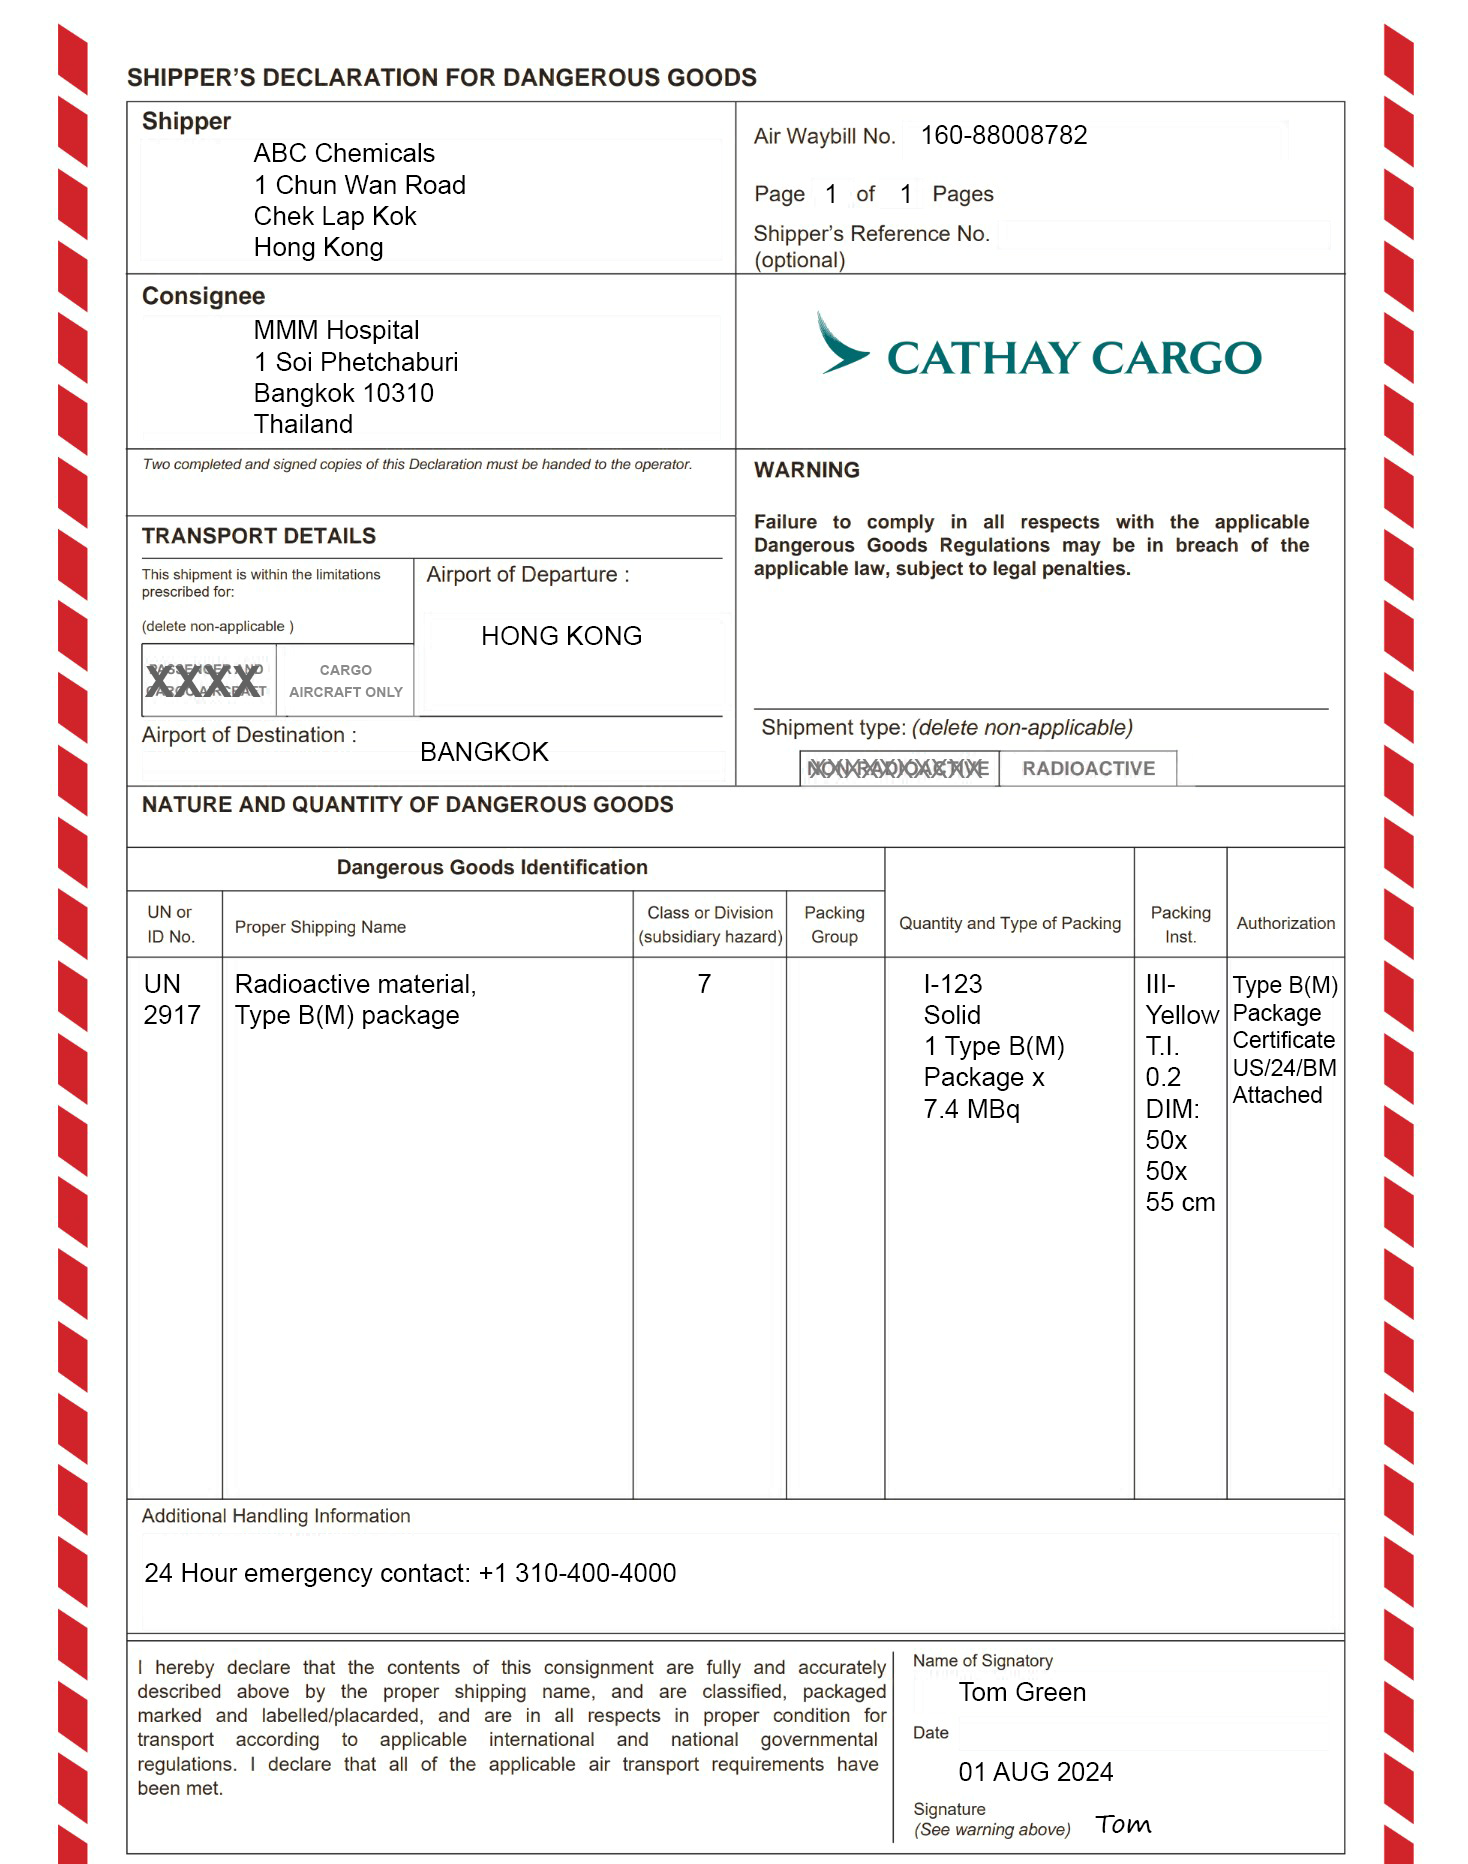 SHIPPER'S DECLARATION FOR DANGEROUS GOODS
Shipper
ABC Chemicals
1 Chun Wan Road
Chek Lap Kok
Hong Kong
Air Waybill No. 160-88008782
Page 1 of 1 Pages
Shipper's Reference No.
(optional)
Consignee
MMM Hospital
1 Soi Phetchaburi
Bangkok 10310
Thailand
CATHAY CARGO
Two completed and signed copies of this Declaration must be handed to the operator.
WARNING
Failure to comply in all respects with the applicable
Dangerous Goods Regulations may be in breach of the
applicable law, subject to legal penalties.
TRANSPORT DETAILS
This shipment is within the limitations
prescribed for:
(delete non-applicable )
PASSENGER AND
CARGO AIRCRAFT
XXXX
CARGO
AIRCRAFT ONLY
Airport of Departure :
HONG KONG
Airport of Destination :
BANGKOK
Shipment type: (delete non-applicable)
NON-RADIOACTIVE
RADIOACTIVE
NATURE AND QUANTITY OF DANGEROUS GOODS
Dangerous Goods Identification
UN or
ID No.
Proper Shipping Name
Class or Division
(subsidiary hazard)
Packing
Group
Quantity and Type of Packing
Packing
Inst.
Authorization
UN
2917
Radioactive material,
Type B(M) package
7
I-123
Solid
1 Type B(M)
Package x
7.4 MBq
III-
Yellow
T.I.
0.2
DIM:
50x
50x
55 cm
Type B(M)
Package
Certificate
US/24/BM
Attached
Additional Handling Information
24 Hour emergency contact: +1 310-400-4000
I hereby declare that the contents of this consignment are fully and accurately
described above by the proper shipping name, and are classified, packaged
marked and labelled/placarded, and are in all respects in proper condition for
transport according to applicable international and national governmental
regulations. I declare that all of the applicable air transport requirements have
been met.
Name of Signatory
Tom Green
Date
01 AUG 2024
Signature
(See warning above) Tom